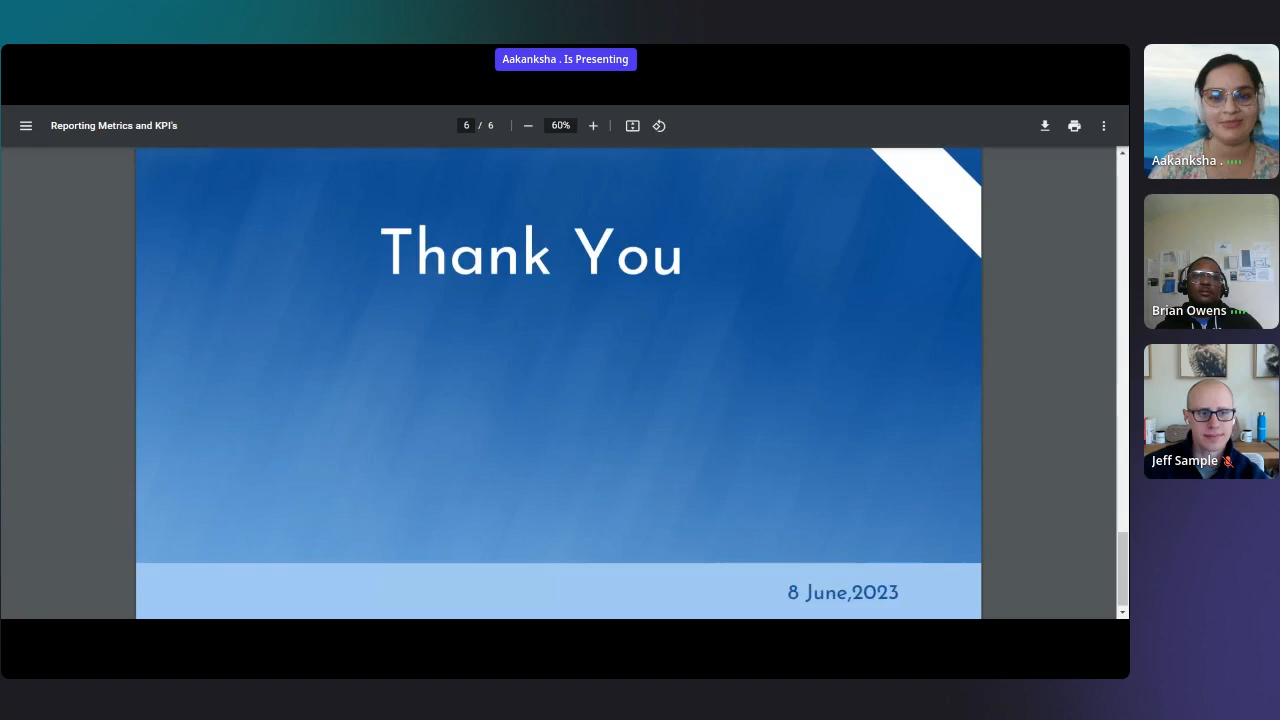 Aakanksha . Is Presenting
Reporting Metrics and KPI's
6 / 6
60%
Thank You
8 June,2023
Aakanksha .
Brian Owens
Jeff Sample